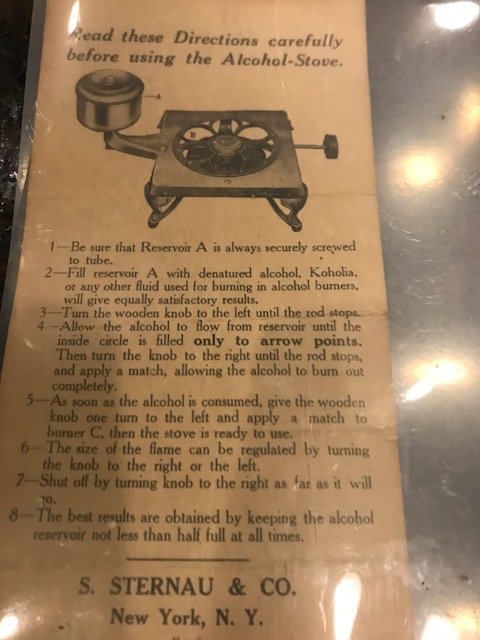 Read these Directions carefully
before using the Alcohol-Stove.
A
B
1—Be sure that Reservoir A is always securely screwed
to tube.
2—Fill reservoir A with denatured alcohol, Koholia,
or any other fluid used for burning in alcohol burners,
will give equally satisfactory results.
3—Turn the wooden knob to the left until the rod stops.
4—Allow the alcohol to flow from reservoir until the
inside circle is filled only to arrow points.
Then turn the knob to the right until the rod stops,
and apply a match, allowing the alcohol to burn out
completely.
5—As soon as the alcohol is consumed, give the wooden
knob one turn to the left and apply a match to
burner C, then the stove is ready to use.
6—The size of the flame can be regulated by turning
the knob to the right or the left.
7—Shut off by turning knob to the right as far as it will
go.
8—The best results are obtained by keeping the alcohol
reservoir not less than half full at all times.
S. STERNAU & CO.
New York, N. Y.